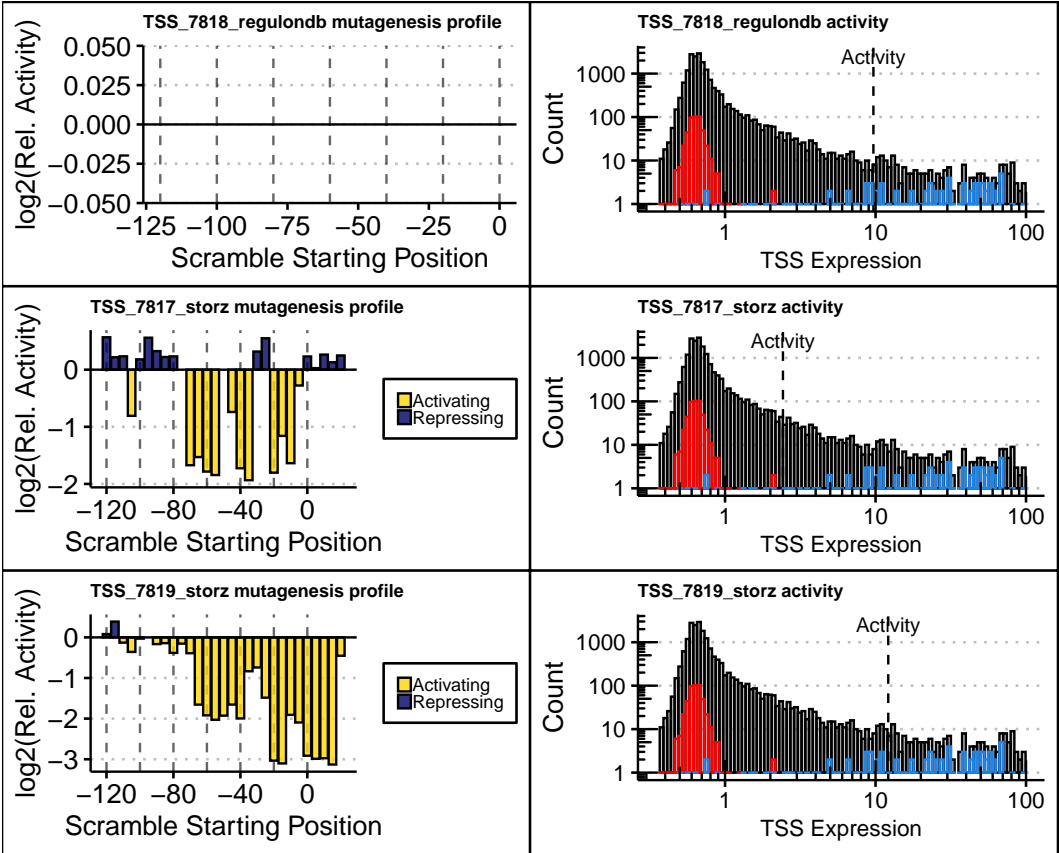 TSS_7818_regulondb mutagenesis profile
log2(Rel. Activity)
0.050
0.025
0.000
−0.025
−0.050
−125 −100 −75 −50 −25 0
Scramble Starting Position
TSS_7818_regulondb activity
Activity
Count
1000
100
10
1
1 10 100
TSS Expression
TSS_7817_storz mutagenesis profile
log2(Rel. Activity)
0
−1
−2
−120 −80 −40 0
Scramble Starting Position
Activating
Repressing
TSS_7817_storz activity
Activity
Count
1000
100
10
1
1 10 100
TSS Expression
TSS_7819_storz mutagenesis profile
log2(Rel. Activity)
0
−1
−2
−3
−120 −80 −40 0
Scramble Starting Position
Activating
Repressing
TSS_7819_storz activity
Activity
Count
1000
100
10
1
1 10 100
TSS Expression